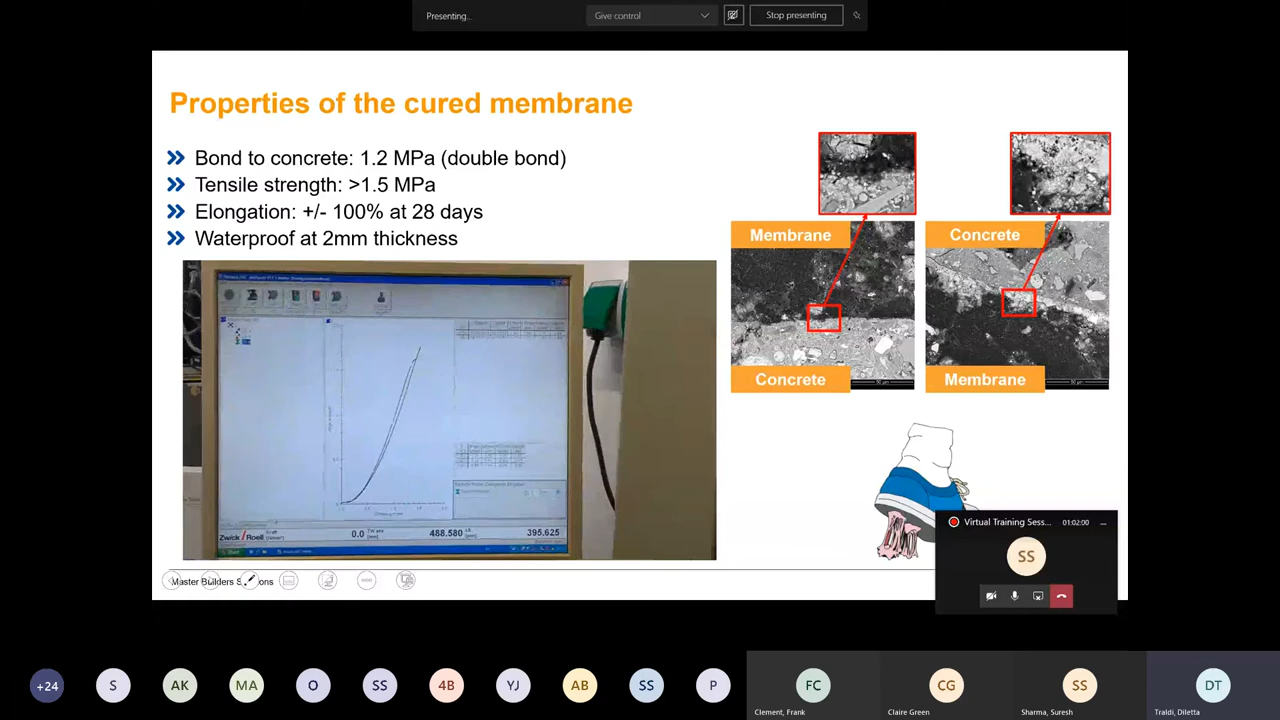 Presenting...
Give control
Stop presenting
Properties of the cured membrane
Bond to concrete: 1.2 MPa (double bond)
Tensile strength: >1.5 MPa
Elongation: +/- 100% at 28 days
Waterproof at 2mm thickness
Membrane
Concrete
Concrete
Membrane
Zwick / Roell
0.0
488.580
395.625
Master Builders
Virtual Training Sess...
01:02:00
SS
+24
S
AK
MA
O
SS
4B
YJ
AB
SS
P
FC
CG
SS
DT
Clement, Frank
Claire Green
Sharma, Suresh
Traldi, Diletta